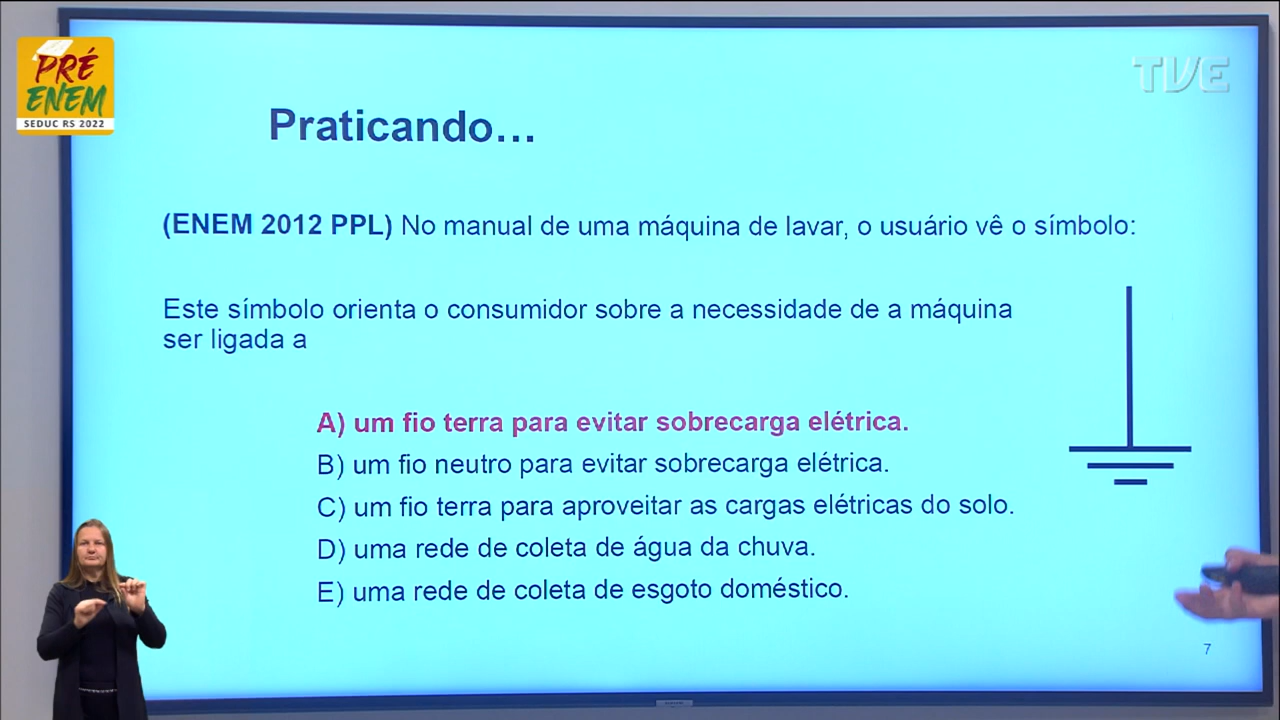 PRÉ
ENEM
SEDUC RS 2022
TVE
Praticando...
(ENEM 2012 PPL) No manual de uma máquina de lavar, o usuário vê o símbolo:
Este símbolo orienta o consumidor sobre a necessidade de a máquina
ser ligada a
A) um fio terra para evitar sobrecarga elétrica.
B) um fio neutro para evitar sobrecarga elétrica.
C) um fio terra para aproveitar as cargas elétricas do solo.
D) uma rede de coleta de água da chuva.
E) uma rede de coleta de esgoto doméstico.
7